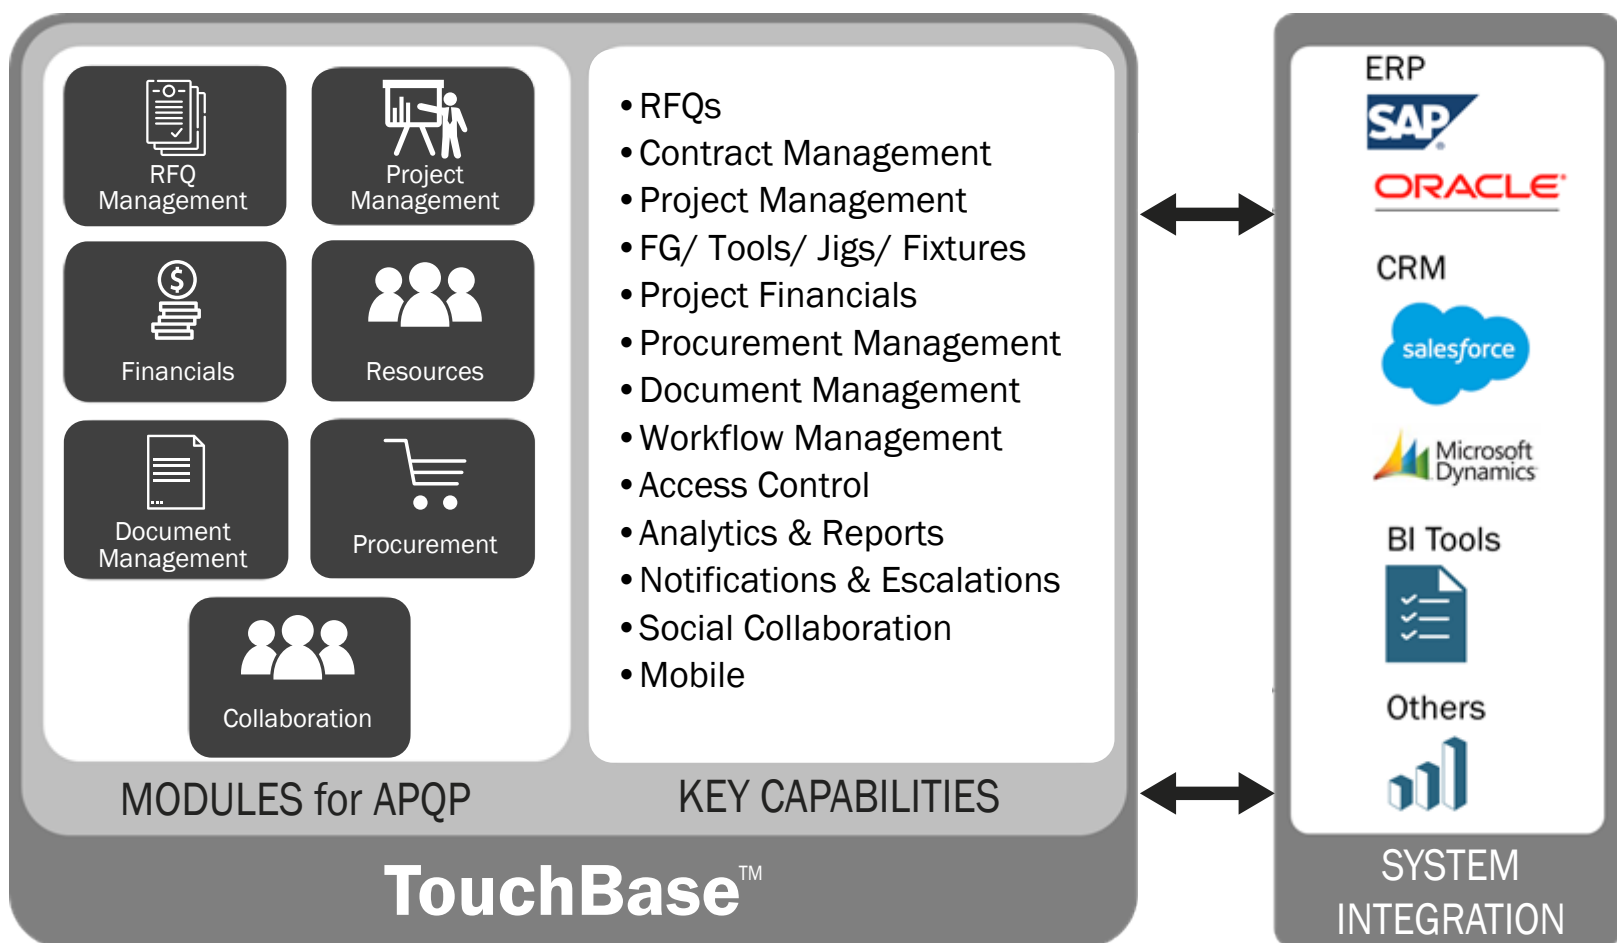 RFQ
Management
Project
Management
Financials
Resources
Document
Management
Procurement
Collaboration
MODULES for APQP
•RFQs
•Contract Management
•Project Management
•FG/ Tools/ Jigs/ Fixtures
•Project Financials
•Procurement Management
•Document Management
•Workflow Management
•Access Control
•Analytics & Reports
•Notifications & Escalations
•Social Collaboration
•Mobile
KEY CAPABILITIES
TouchBase™
ERP
SAP®
ORACLE®
CRM
salesforce
Microsoft
Dynamics
BI Tools
Others
SYSTEM
INTEGRATION